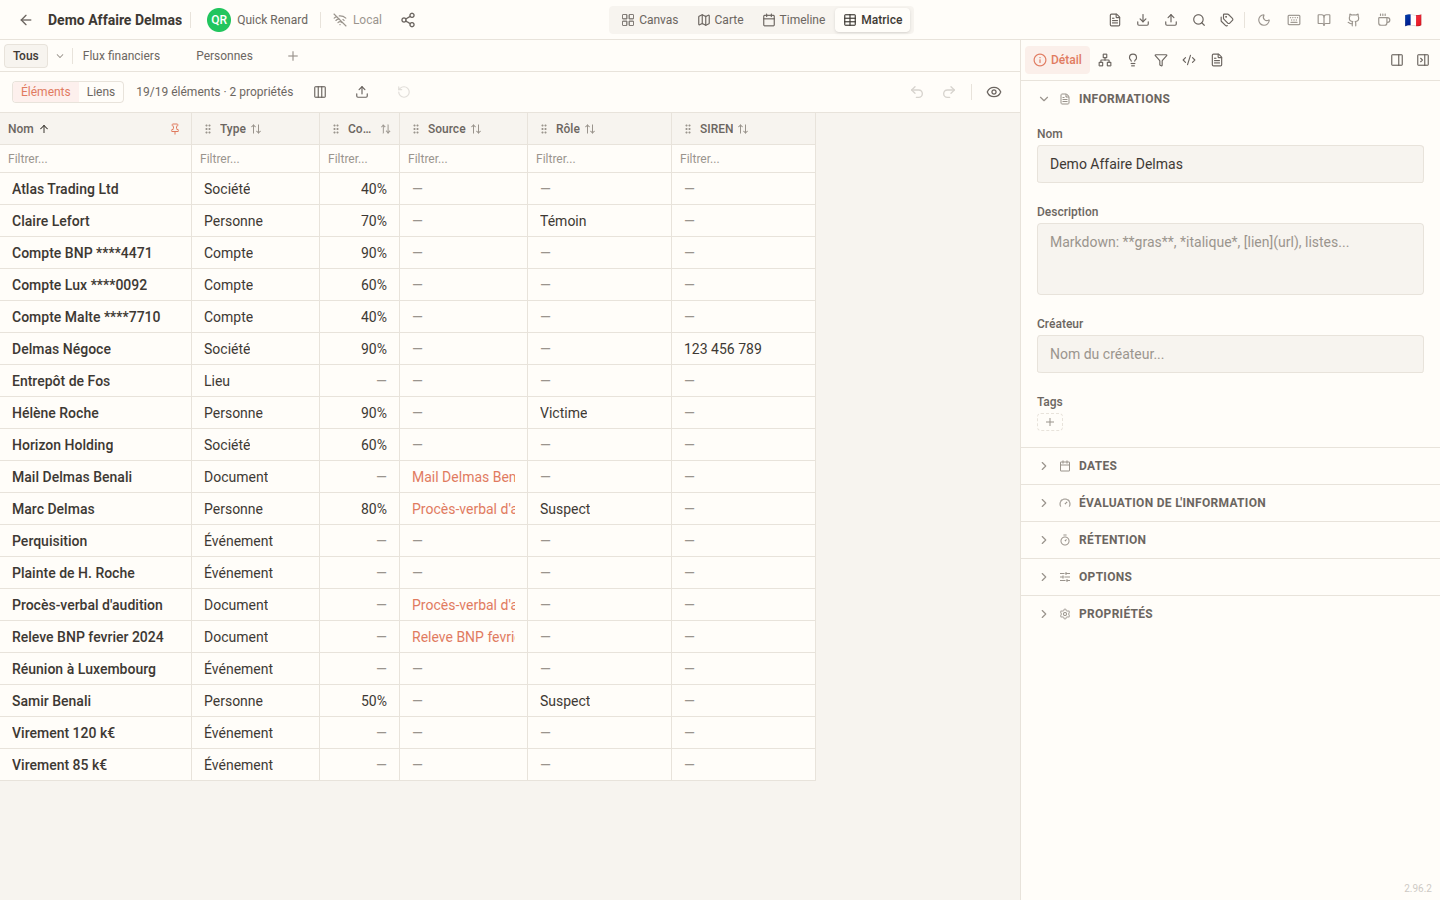 Demo Affaire Delmas
QR Quick Renard
Local
Canvas Carte Timeline Matrice
Tous Flux financiers Personnes
Éléments Liens 19/19 éléments · 2 propriétés
Nom Type Co... Source Rôle SIREN
Filtrer... Filtrer... Filtrer... Filtrer... Filtrer... Filtrer...
Atlas Trading Ltd Société 40% — — —
Claire Lefort Personne 70% — Témoin —
Compte BNP ****4471 Compte 90% — — —
Compte Lux ****0092 Compte 60% — — —
Compte Malte ****7710 Compte 40% — — —
Delmas Négoce Société 90% — — 123 456 789
Entrepôt de Fos Lieu — — — —
Hélène Roche Personne 90% — Victime —
Horizon Holding Société 60% — — —
Mail Delmas Benali Document — Mail Delmas Ben — —
Marc Delmas Personne 80% Procès-verbal d'a Suspect —
Perquisition Événement — — — —
Plainte de H. Roche Événement — — — —
Procès-verbal d'audition Document — Procès-verbal d'a — —
Releve BNP fevrier 2024 Document — Releve BNP fevri — —
Réunion à Luxembourg Événement — — — —
Samir Benali Personne 50% — Suspect —
Virement 120 k€ Événement — — — —
Virement 85 k€ Événement — — — —
Détail
INFORMATIONS
Nom
Demo Affaire Delmas
Description
Markdown: **gras**, *italique*, [lien](url), listes...
Créateur
Nom du créateur...
Tags
DATES
ÉVALUATION DE L'INFORMATION
RÉTENTION
OPTIONS
PROPRIÉTÉS
2.96.2